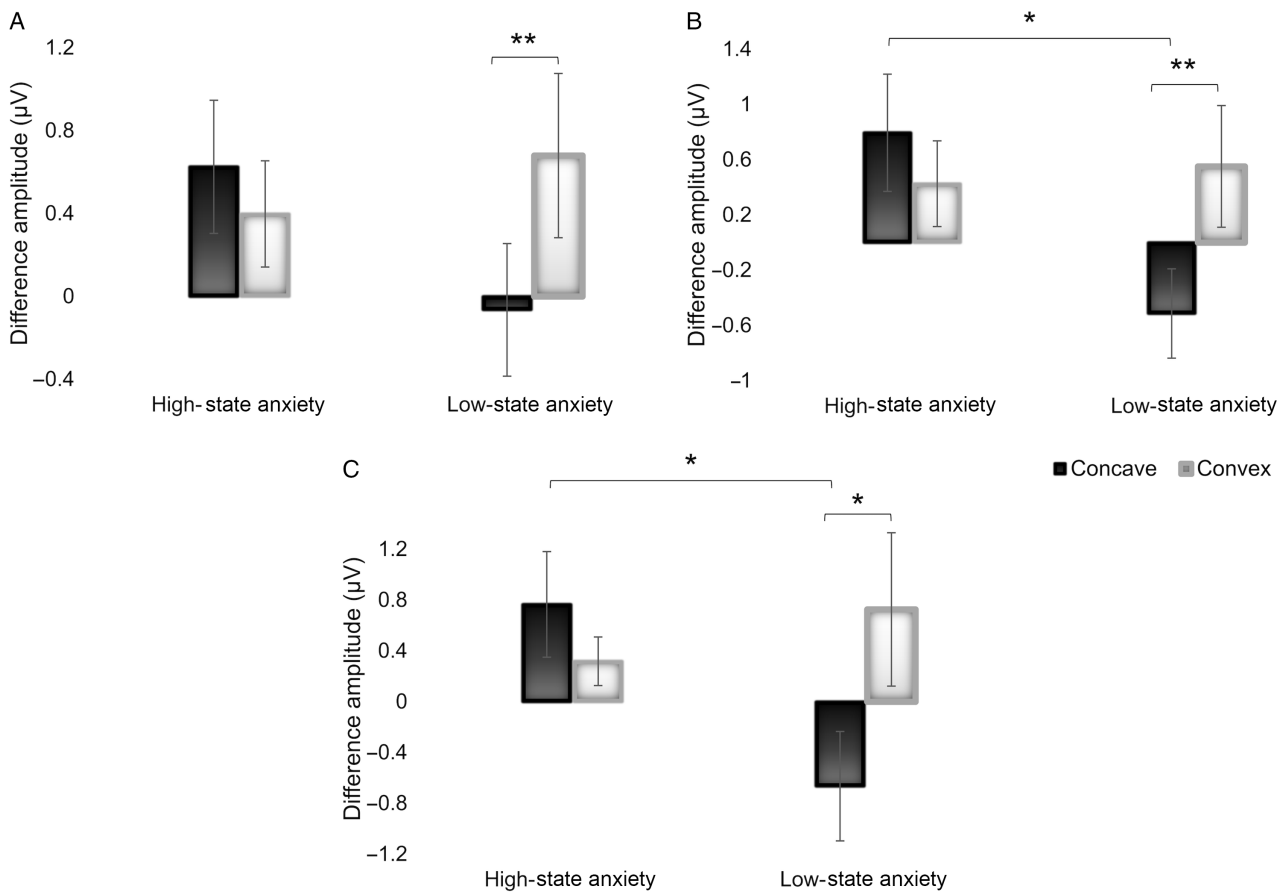 A
Difference amplitude (µV)
1.2
0.8
0.4
0
−0.4
**
High-state anxiety
Low-state anxiety
B
Difference amplitude (µV)
1.4
1
0.6
0.2
−0.2
−0.6
−1
*
**
High-state anxiety
Low-state anxiety
Concave
Convex
C
Difference amplitude (µV)
1.2
0.8
0.4
0
−0.4
−0.8
−1.2
*
*
High-state anxiety
Low-state anxiety